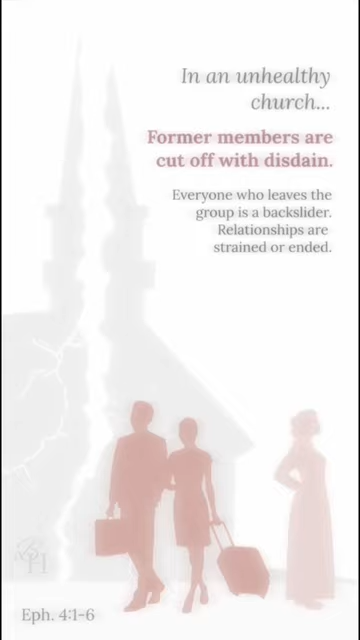 In an unhealthy
church...
Former members are
cut off with disdain.
Everyone who leaves the
group is a backslider.
Relationships are
strained or ended.
Eph. 4:1-6